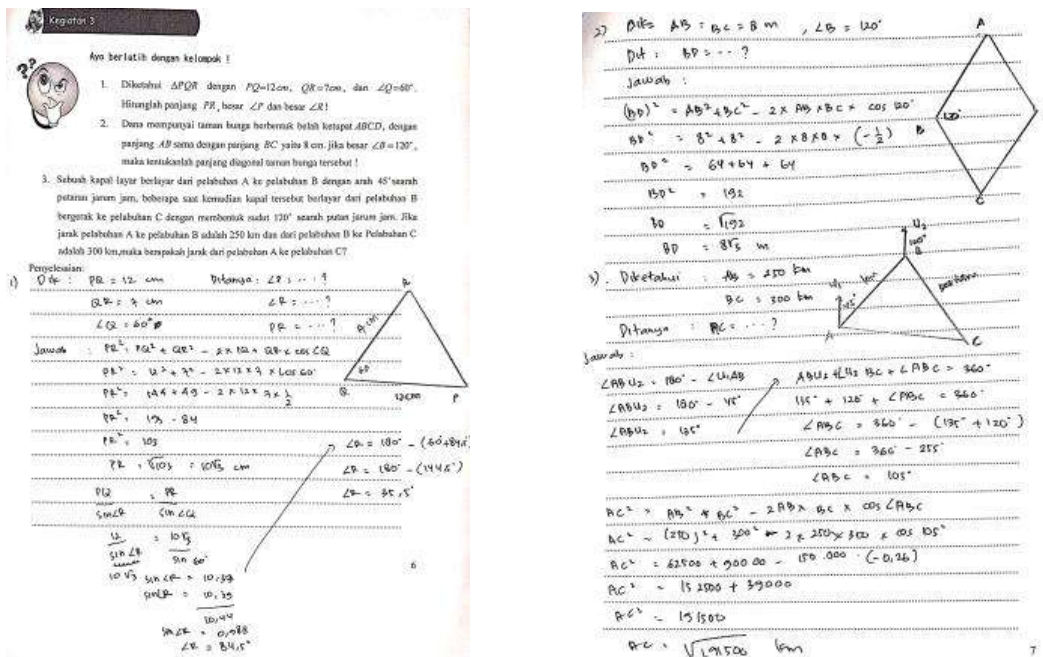 Kegiatan 3
Ayo berlatih dengan kelompok !
1. Diketahui ΔPQR dengan PQ=12cm, QR=7cm, dan ∠Q=60°.
Hitunglah panjang PR, besar ∠P dan besar ∠R!
2. Dana mempunyai taman bunga berbentuk belah ketupat ABCD, dengan
panjang AB sama dengan panjang BC yaitu 8 cm. jika besar ∠B=120°,
maka tentukanlah panjang diagonal taman bunga tersebut !
3. Sebuah kapal layar berlayar dari pelabuhan A ke pelabuhan B dengan arah 45°searah
putaran jarum jam, beberapa saat kemudian kapal tersebut berlayar dari pelabuhan B
bergerak ke pelabuhan C dengan membentuk sudut 120° searah putan jarum jam. Jika
jarak pelabuhan A ke pelabuhan B adalah 250 km dan dari pelabuhan B ke Pelabuhan C
adalah 300 km,maka berapakah jarak dari pelabuhan A ke pelabuhan C?
Penyelesaian:
1) Dik : PQ = 12 cm Ditanya : ∠P : ... ?
QR = 7 cm ∠R = ... ?
∠Q = 60° PR = ... ?
Jawab : PR² = PQ² + QR² - 2 x PQ x QR x cos ∠Q
PR² = 12² + 7² - 2 x 12 x 7 x cos 60°
PR² = 144 + 49 - 2 x 12 x 7 x 1/2
PR² = 193 - 84
PR² = 109
PR = √109 = 10√3 cm
PQ / sin∠R = PR / sin ∠Q
12 / sin ∠R = 10√3 / sin 60°
10√3 sin ∠R = 10,39
sin∠R = 10,39 / 10,44
sin ∠R = 0,988
∠R = 84,5°
∠R = 180° - (60°+84,5°)
∠R = 180° - (144,5°)
∠R = 35,5°
R
60
Q
12cm
P
6
2) Dik = AB = BC = 8 m , ∠B = 120°
Dit : BD = ... ?
Jawab :
(BD)² = AB² + BC² - 2 x AB x BC x cos 120°
BD² = 8² + 8² - 2 x 8 x 8 x (-1/2)
BD² = 64 + 64 + 64
BD² = 192
BD = √192
BD = 8√3 m
A
B
120°
C
3) . Diketahui : AB = 250 km
BC = 300 km
Ditanya : AC = ... ?
U₂
B
U₁
45°
A
C
Jawab :
∠ABU₂ = 180° - ∠U₁AB
∠ABU₂ = 180° - 45°
∠ABU₂ = 135°
ABU₂ + ∠U₂ BC + ∠ABC = 360°
135° + 120° + ∠ABC = 360°
∠ABC = 360° - (135° + 120°)
∠ABC = 360° - 255°
∠ABC = 105°
AC² = AB² + BC² - 2AB x BC x cos ∠ABC
AC² = (250)² + 300² - 2 x 250 x 300 x cos 105°
AC² = 62500 + 90000 - 150.000 . (-0,26)
AC² = 152500 + 39000
AC² = 191500
AC = √191500 km
7